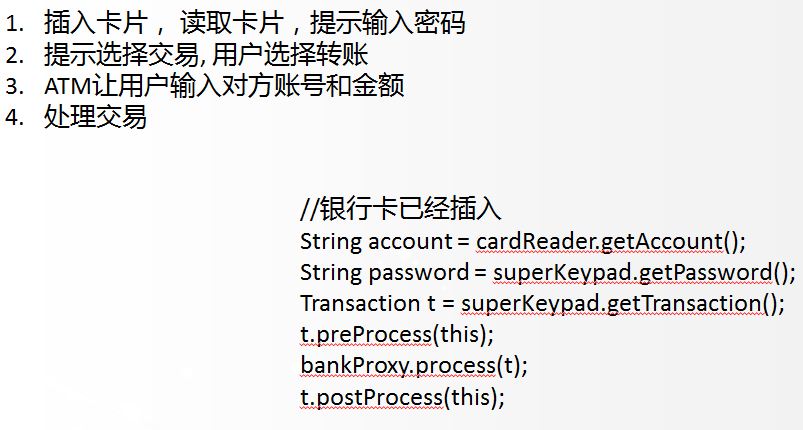 1. 插入卡片，读取卡片，提示输入密码
2. 提示选择交易, 用户选择转账
3. ATM让用户输入对方账号和金额
4. 处理交易
//银行卡已经插入
String account = cardReader.getAccount();
String password = superKeypad.getPassword();
Transaction t = superKeypad.getTransaction();
t.preProcess(this);
bankProxy.process(t);
t.postProcess(this);